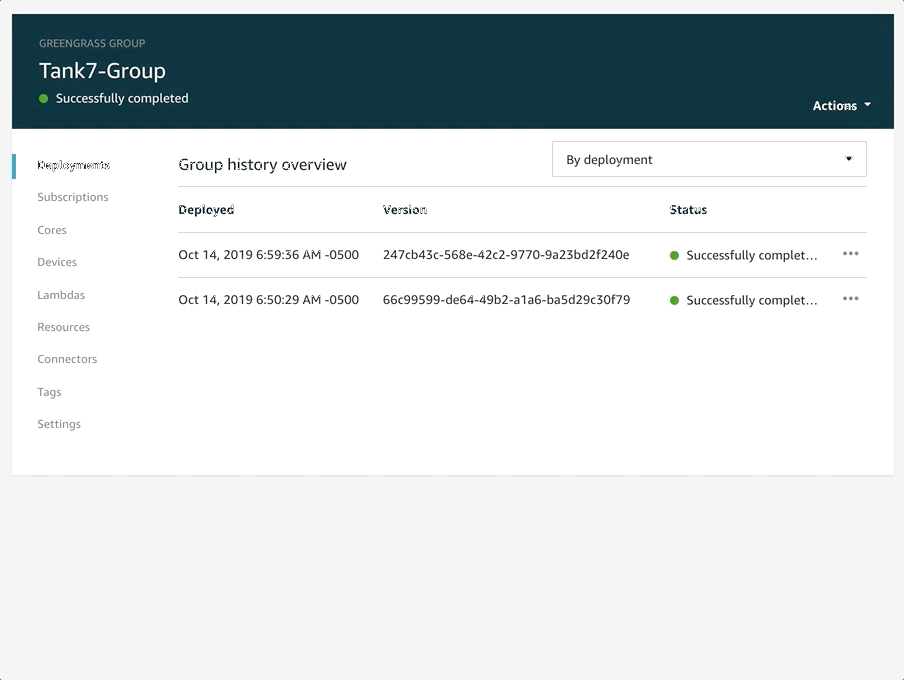 GREENGRASS GROUP
Tank7-Group
Successfully completed
Actions
Deployments
Subscriptions
Cores
Devices
Lambdas
Resources
Connectors
Tags
Settings
Group history overview
By deployment
Deployed Version Status
Oct 14, 2019 6:59:36 AM -0500 247cb43c-568e-42c2-9770-9a23bd2f240e Successfully complet... •••
Oct 14, 2019 6:50:29 AM -0500 66c99599-de64-49b2-a1a6-ba5d29c30f79 Successfully complet... •••